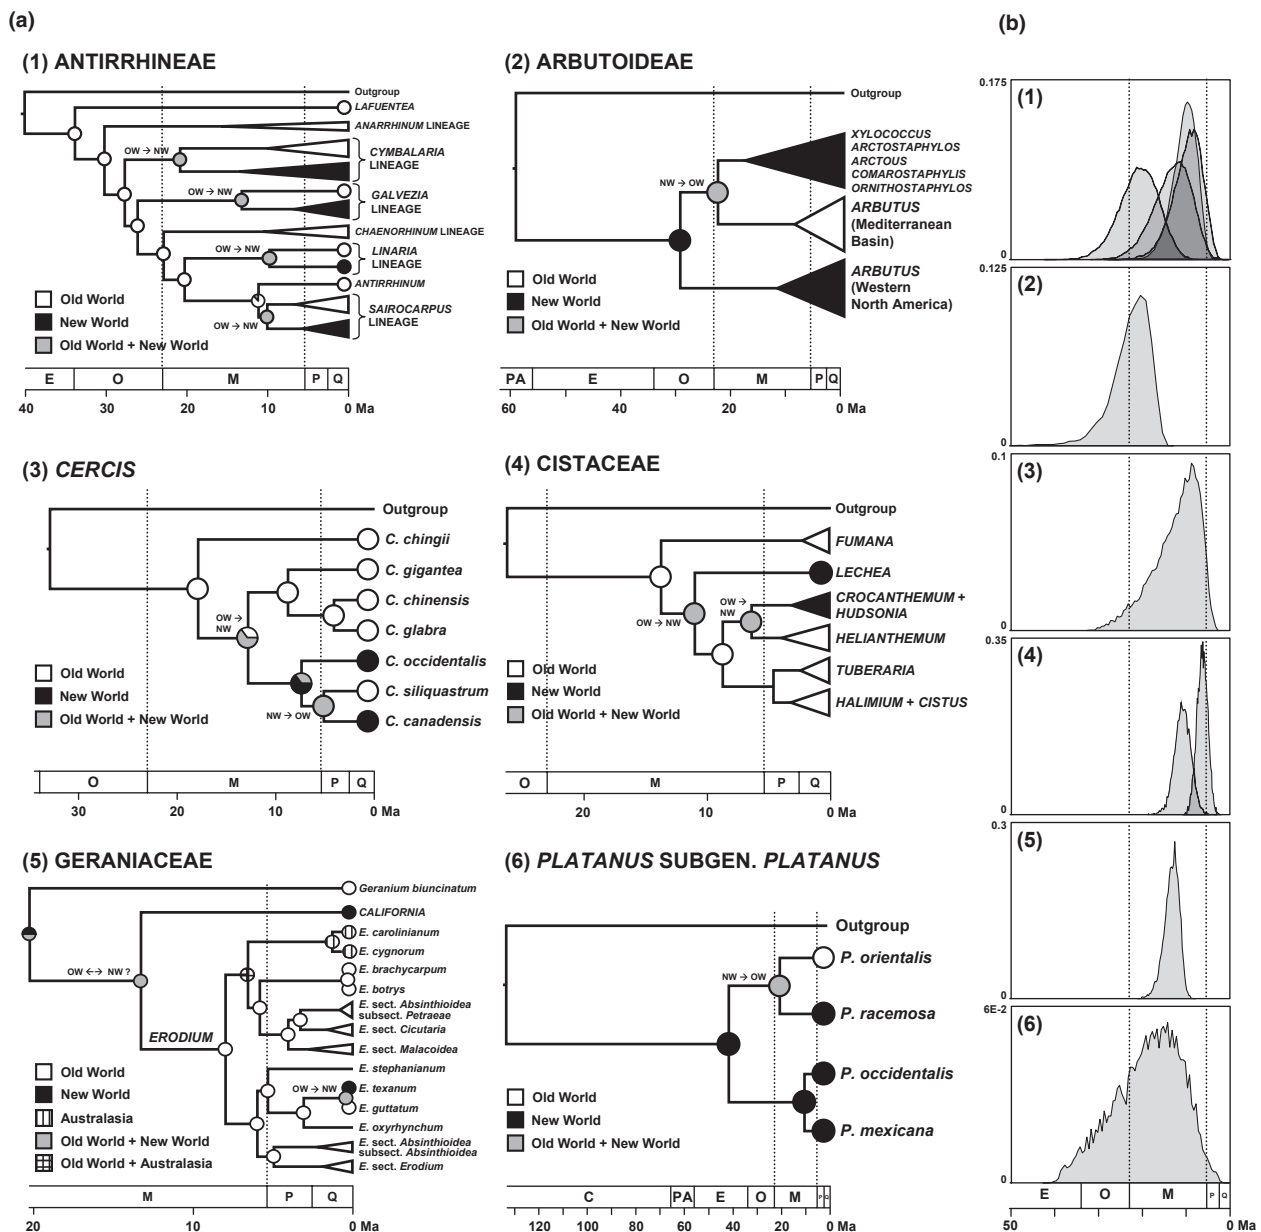 (a)
(b)
(1) ANTIRRHINEAE
Outgroup
LAFUENTEA
ANARRHINUM LINEAGE
OW → NW
CYMBALARIA
LINEAGE
OW → NW
GALVEZIA
LINEAGE
CHAENORHINUM LINEAGE
OW → NW
LINARIA
LINEAGE
ANTIRRHINUM
SAIROCARPUS
LINEAGE
OW → NW
Old World
New World
Old World + New World
E O M P Q
40 30 20 10 0 Ma
(2) ARBUTOIDEAE
Outgroup
XYLOCOCCUS
ARCTOSTAPHYLOS
ARCTOUS
COMAROSTAPHYLIS
ORNITHOSTAPHYLOS
NW → OW
ARBUTUS
(Mediterranean
Basin)
ARBUTUS
(Western
North America)
Old World
New World
Old World + New World
PA E O M P Q
60 40 20 0 Ma
(3) CERCIS
Outgroup
C. chingii
C. gigantea
C. chinensis
C. glabra
OW →
NW
C. occidentalis
C. siliquastrum
C. canadensis
NW → OW
Old World
New World
Old World + New World
O M P Q
30 20 10 0 Ma
(4) CISTACEAE
Outgroup
FUMANA
LECHEA
OW →
NW
CROCANTHEMUM +
HUDSONIA
OW → NW
HELIANTHEMUM
TUBERARIA
HALIMIUM + CISTUS
Old World
New World
Old World + New World
O M P Q
20 10 0 Ma
(5) GERANIACEAE
Geranium biuncinatum
CALIFORNIA
E. carolinianum
E. cygnorum
E. brachycarpum
E. botrys
OW ←→ NW ?
E. sect. Absinthioidea
subsect. Petraeae
E. sect. Cicutaria
E. sect. Malacoidea
ERODIUM
E. stephanianum
OW → NW
E. texanum
E. guttatum
E. oxyrhynchum
E. sect. Absinthioidea
subsect. Absinthioidea
E. sect. Erodium
Old World
New World
Australasia
Old World + New World
Old World + Australasia
M P Q
20 10 0 Ma
(6) PLATANUS SUBGEN. PLATANUS
Outgroup
P. orientalis
NW → OW
P. racemosa
P. occidentalis
P. mexicana
Old World
New World
Old World + New World
C PA E O M P Q
120 100 80 60 40 20 0 Ma
0.175
(1)
0
0.125
(2)
0
0.1
(3)
0
0.35
(4)
0
0.3
(5)
0
6E-2
(6)
0
E O M P Q
50 0 Ma